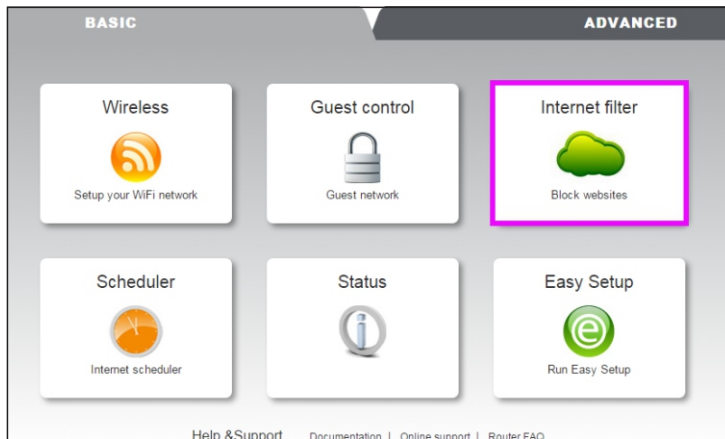 BASIC ADVANCED
Wireless Guest control Internet filter
Setup your WiFi network Guest network Block websites
Scheduler Status Easy Setup
Internet scheduler Run Easy Setup
Help &Support Documentation | Online support | Router FAQ